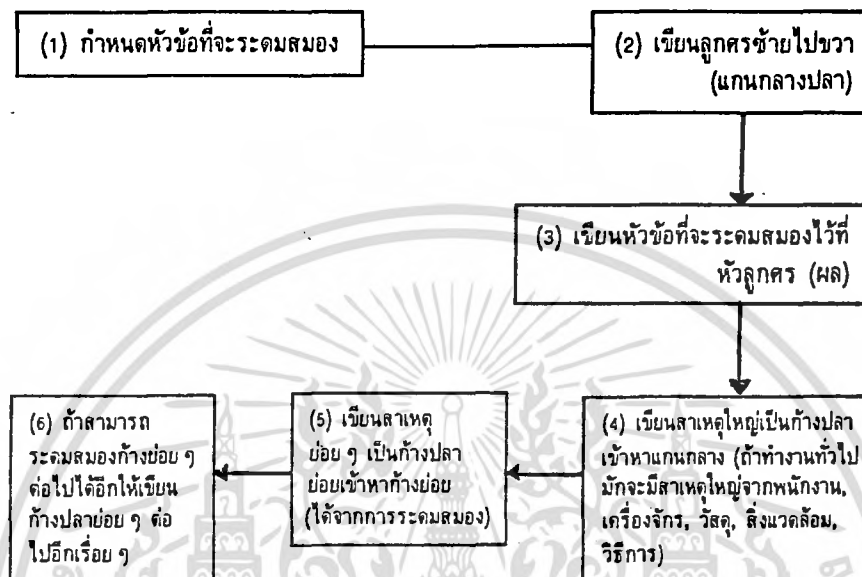 (1) กำหนดหัวข้อที่จะระดมสมอง
(2) เขียนลูกศรซ้ายไปขวา
(แกนกลางปลา)
(3) เขียนหัวข้อที่จะระดมสมองไว้ที่
หัวลูกศร (ผล)
(4) เขียนสาเหตุใหญ่เป็นก้างปลา
เข้าหาแกนกลาง (ถ้าทำงานทั่วไป
มักจะมีสาเหตุใหญ่จากพนักงาน,
เครื่องจักร, วัสดุ, สิ่งแวดล้อม,
วิธีการ)
(5) เขียนสาเหตุ
ย่อย ๆ เป็นก้างปลา
ย่อยเข้าหาก้างย่อย
(ได้จากการระดมสมอง)
(6) ถ้าสามารถ
ระดมสมองก้างย่อย ๆ
ต่อไปได้อีกให้เขียน
ก้างปลาย่อย ๆ ต่อ
ไปอีกเรื่อย ๆ